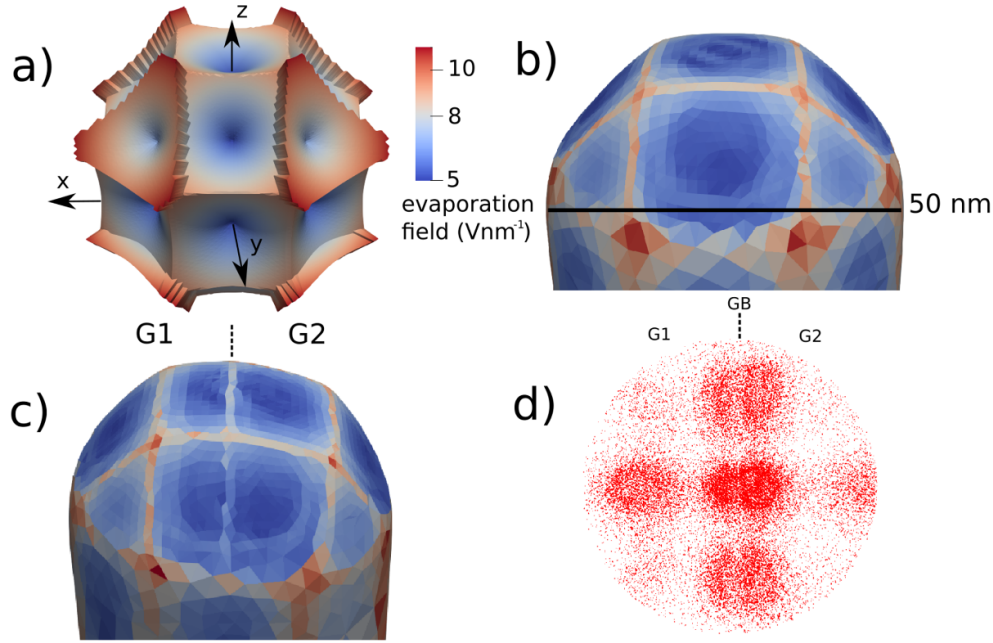 a)
z
x
y
10
8
5
evaporation
field (Vnm⁻¹)
b)
50 nm
G1
G2
c)
GB
G1
G2
d)